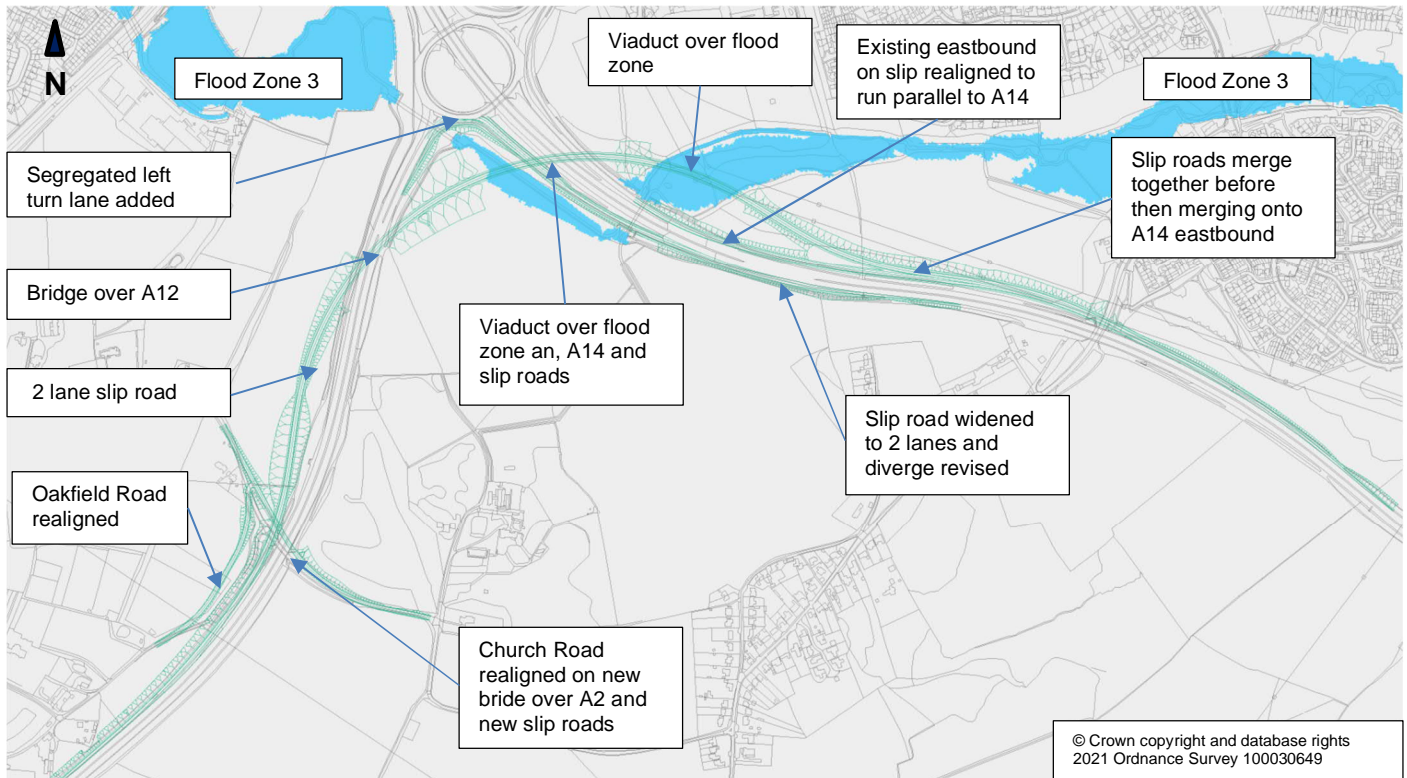 N
Flood Zone 3
Viaduct over flood
zone
Existing eastbound
on slip realigned to
run parallel to A14
Flood Zone 3
Segregated left
turn lane added
Slip roads merge
together before
then merging onto
A14 eastbound
Bridge over A12
Viaduct over flood
zone an, A14 and
slip roads
2 lane slip road
Slip road widened
to 2 lanes and
diverge revised
Oakfield Road
realigned
Church Road
realigned on new
bride over A2 and
new slip roads
© Crown copyright and database rights
2021 Ordnance Survey 100030649